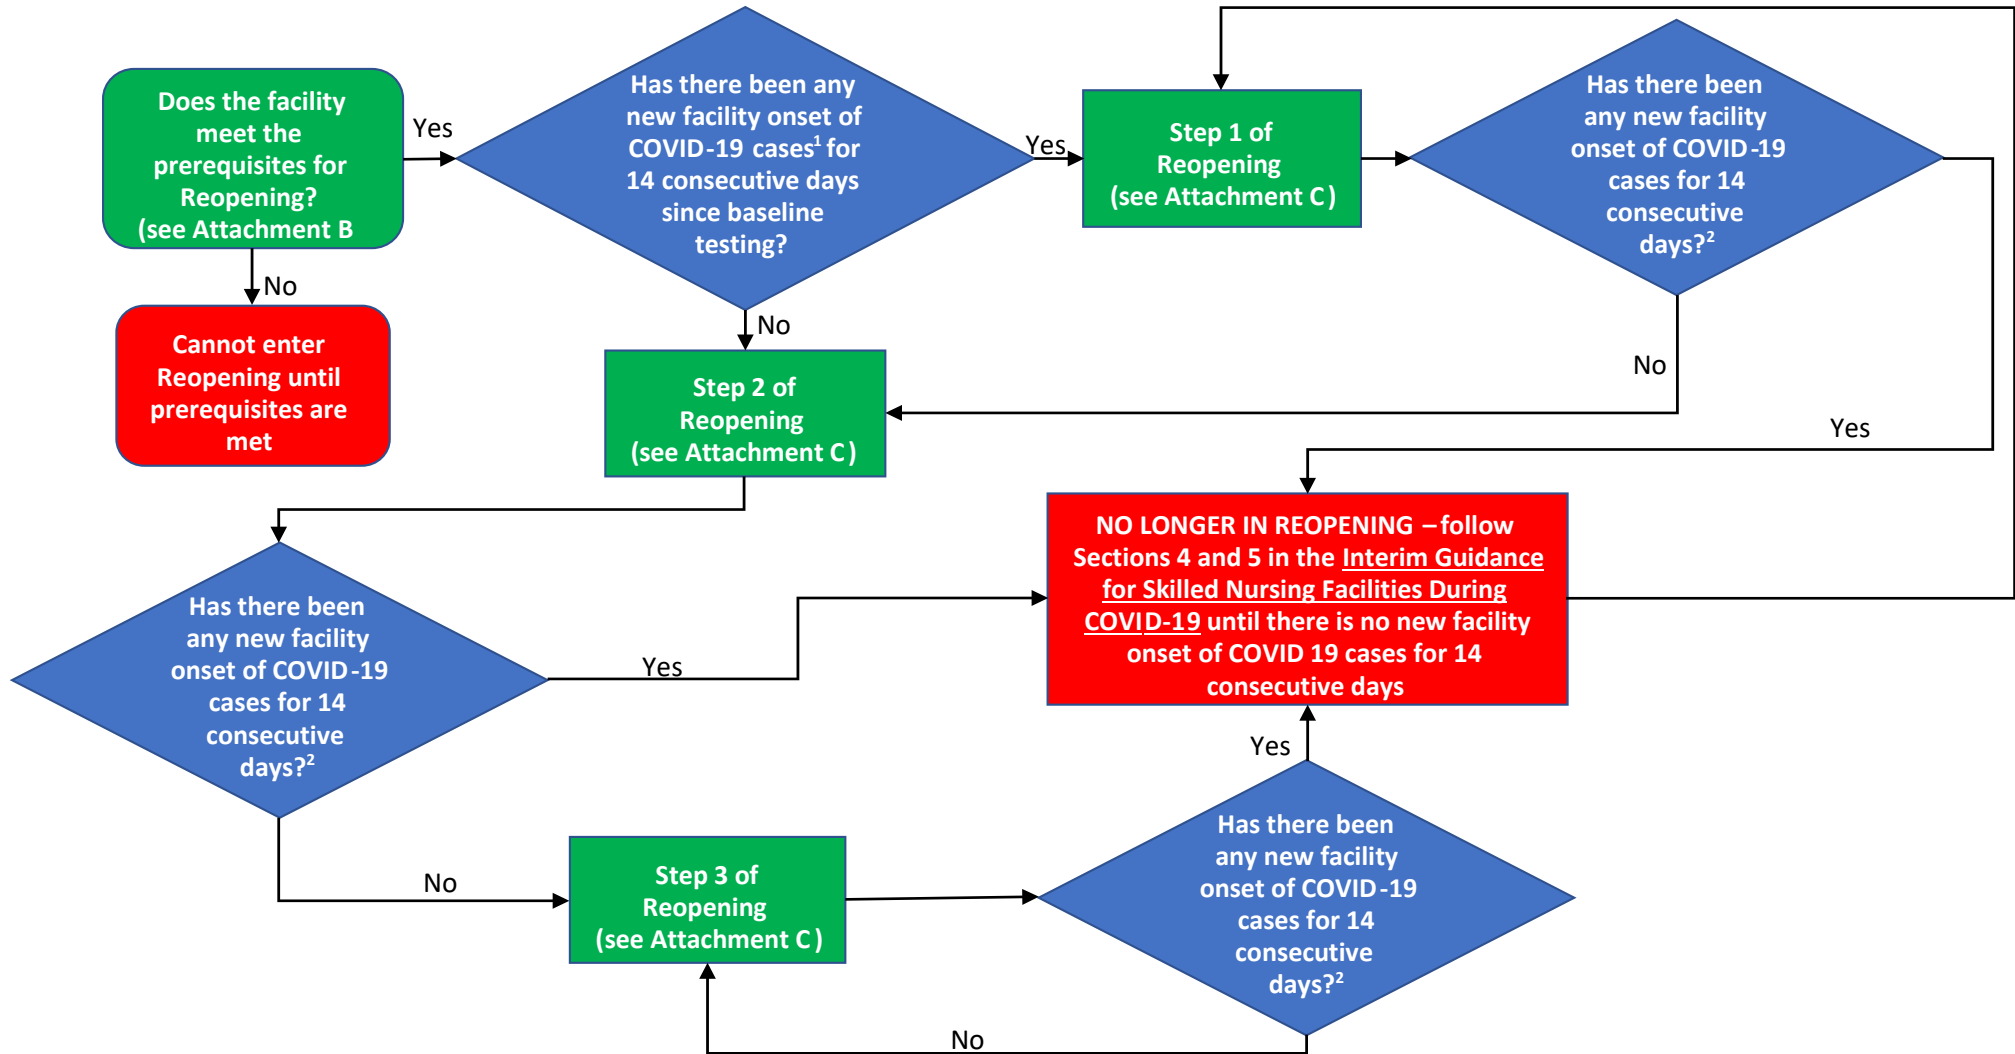 Does the facility
meet the
prerequisites for
Reopening?
(see Attachment B
Yes
Has there been any
new facility onset of
COVID-19 cases¹ for
14 consecutive days
since baseline
testing?
Yes
Step 1 of
Reopening
(see Attachment C)
Has there been
any new facility
onset of COVID-19
cases for 14
consecutive
days?²
No
Cannot enter
Reopening until
prerequisites are
met
No
Step 2 of
Reopening
(see Attachment C)
No
Yes
NO LONGER IN REOPENING – follow
Sections 4 and 5 in the Interim Guidance
for Skilled Nursing Facilities During
COVID-19 until there is no new facility
onset of COVID 19 cases for 14
consecutive days
Has there been
any new facility
onset of COVID-19
cases for 14
consecutive
days?²
Yes
No
Step 3 of
Reopening
(see Attachment C)
Yes
Has there been
any new facility
onset of COVID-19
cases for 14
consecutive
days?²
No